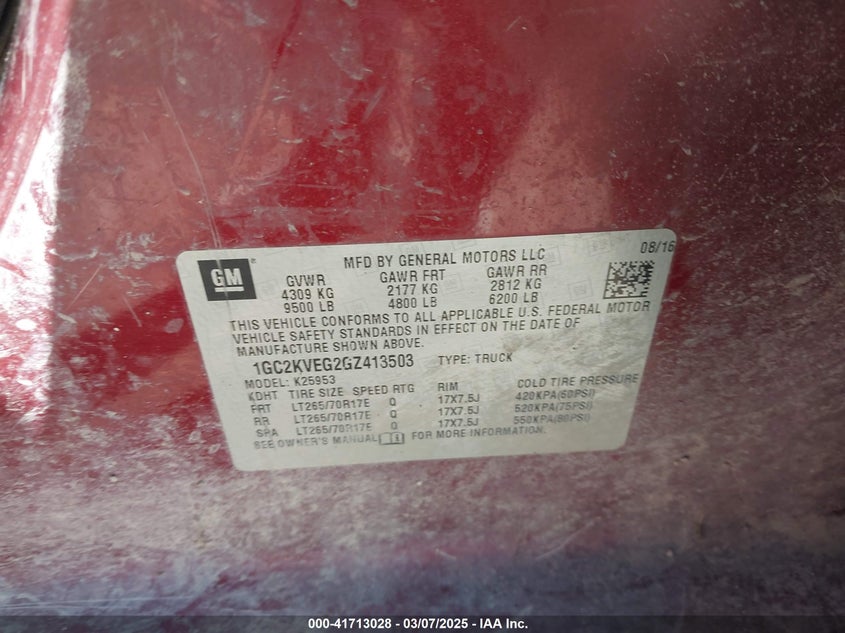 MFD BY GENERAL MOTORS LLC
08/16
GM
GVWR GAWR FRT GAWR RR
4309 KG 2177 KG 2812 KG
9500 LB 4800 LB 6200 LB
THIS VEHICLE CONFORMS TO ALL APPLICABLE U.S. FEDERAL MOTOR
VEHICLE SAFETY STANDARDS IN EFFECT ON THE DATE OF
MANUFACTURE SHOWN ABOVE.
1GC2KVEG2GZ413503 TYPE: TRUCK
MODEL: K25953
KDHT TIRE SIZE SPEED RTG RIM COLD TIRE PRESSURE
FRT LT265/70R17E Q 17X7.5J 420KPA(60PSI)
RR LT265/70R17E Q 17X7.5J 520KPA(75PSI)
SPA LT265/70R17E Q 17X7.5J 550KPA(80PSI)
SEE OWNER'S MANUAL FOR MORE INFORMATION.
000-41713028 - 03/07/2025 - IAA Inc.